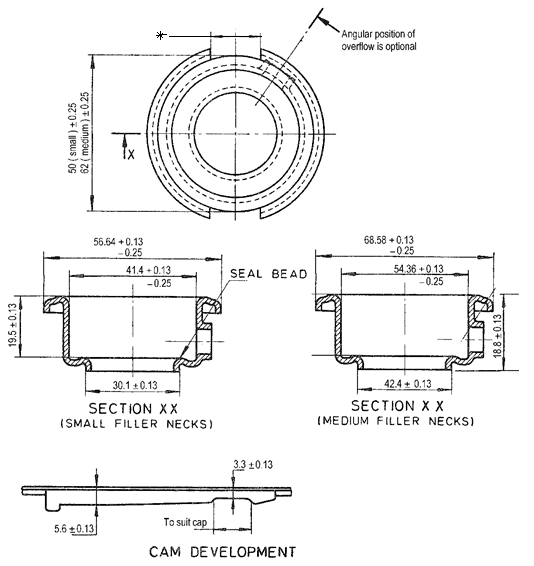 *
Angular position of
overflow is optional
50 ( small ) ± 0.25
62 ( medium ) ± 0.25
X
56.64 + 0.13
– 0.25
41.4 + 0.13
– 0.25
SEAL BEAD
19.5 ± 0.13
30.1 ± 0.13
SECTION XX
(SMALL FILLER NECKS)
68.58 + 0.13
– 0.25
54.36 + 0.13
– 0.25
18.8 ± 0.13
42.4 ± 0.13
SECTION X X
(MEDIUM FILLER NECKS)
3.3 ± 0.13
5.6 ± 0.13
To suit cap
CAM DEVELOPMENT